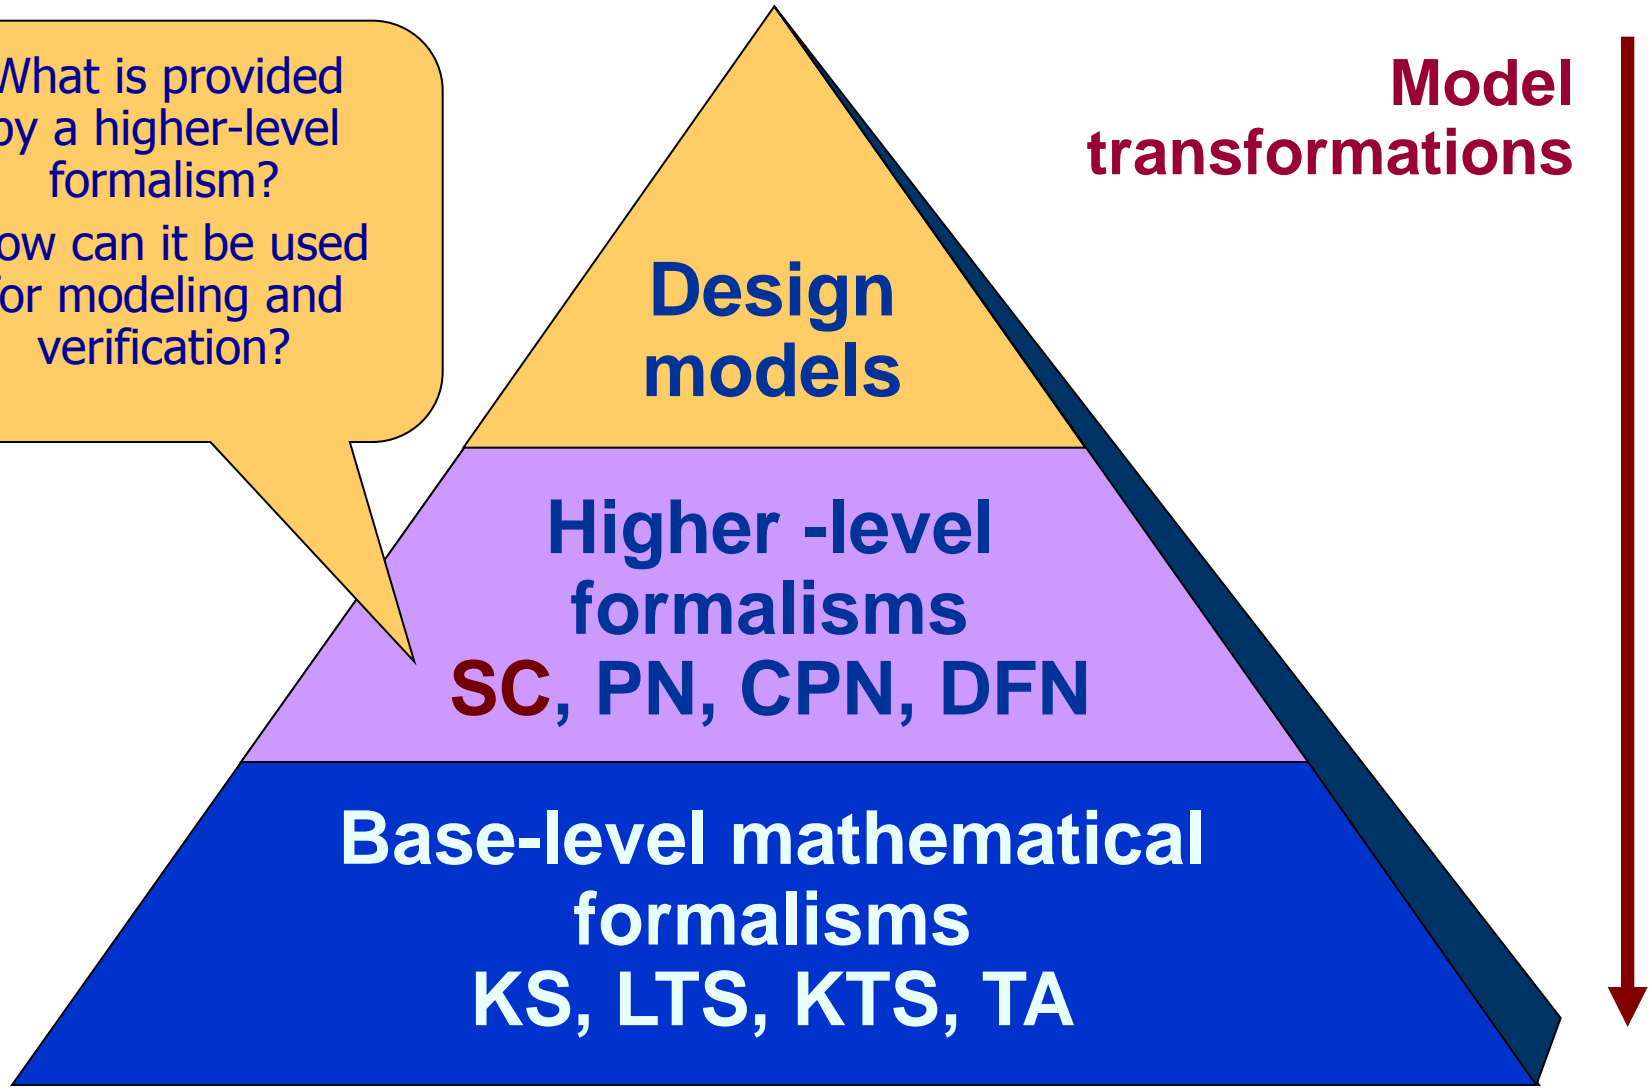 What is provided
by a higher-level
formalism?
How can it be used
for modeling and
verification?
Model
transformations
Design
models
Higher -level
formalisms
SC, PN, CPN, DFN
Base-level mathematical
formalisms
KS, LTS, KTS, TA